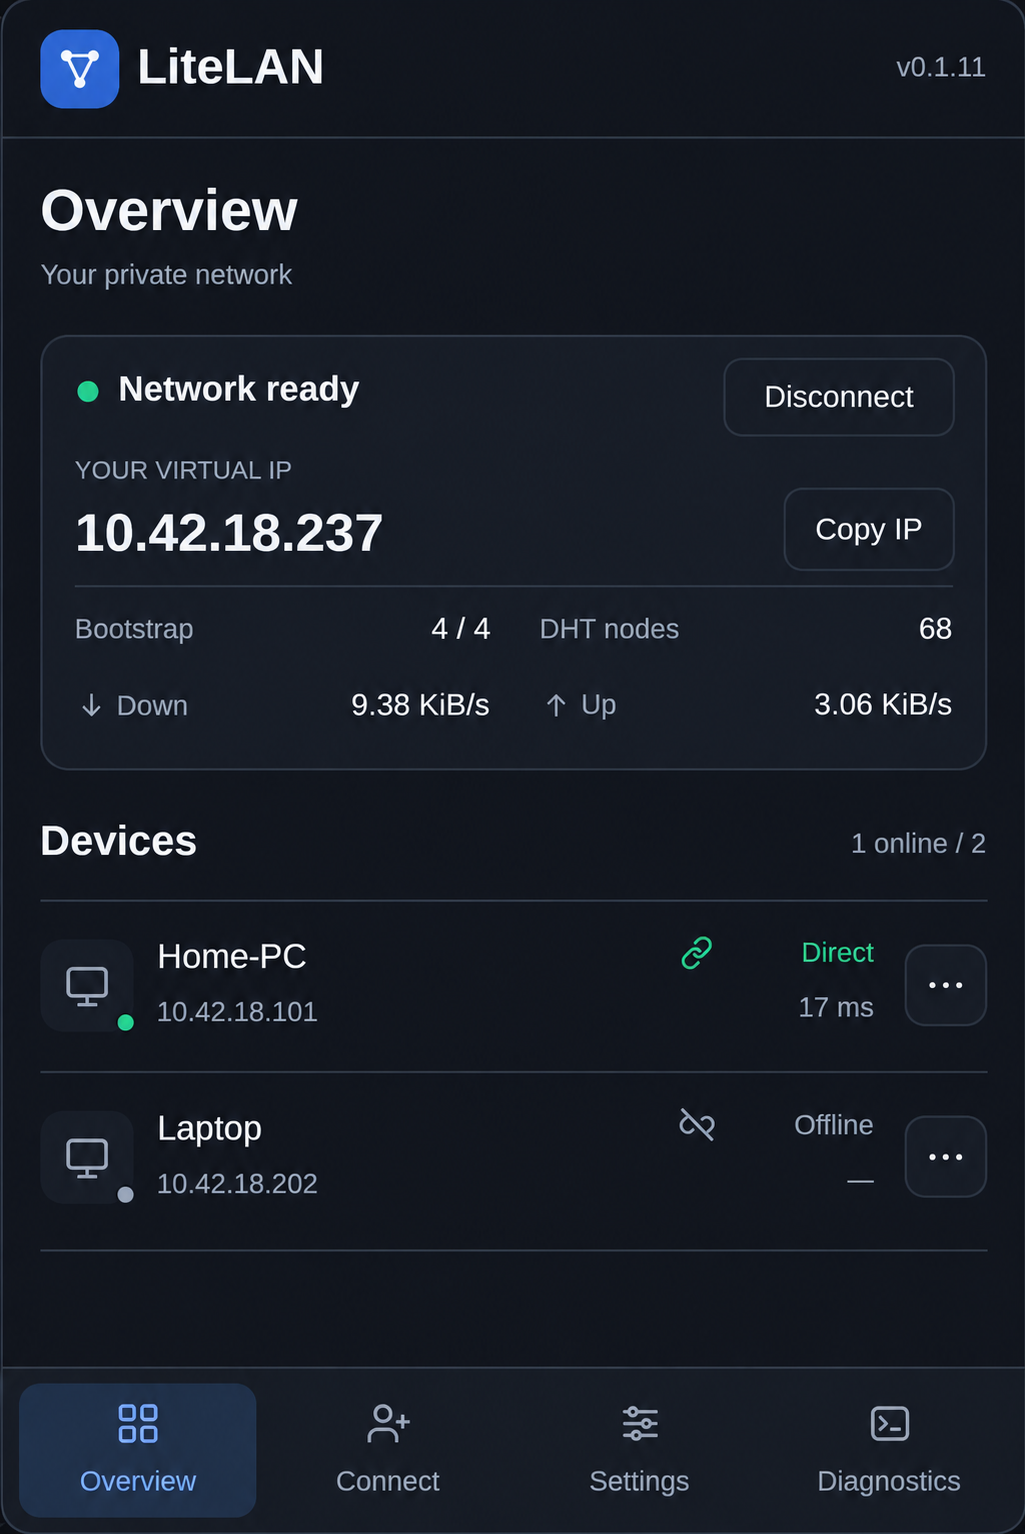 LiteLAN
v0.1.11
Overview
Your private network
Network ready
Disconnect
YOUR VIRTUAL IP
10.42.18.237
Copy IP
Bootstrap 4 / 4 DHT nodes 68
↓ Down 9.38 KiB/s ↑ Up 3.06 KiB/s
Devices
1 online / 2
Home-PC
Direct
10.42.18.101
17 ms
Laptop
Offline
10.42.18.202
—
Overview Connect Settings Diagnostics